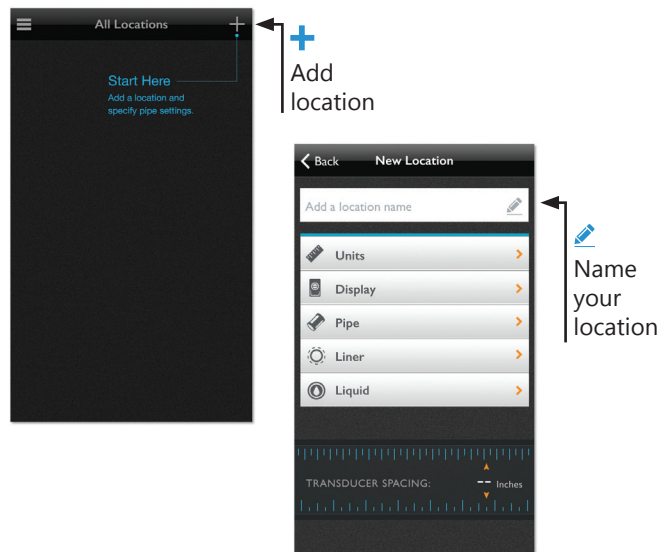 All Locations
Start Here
Add a location and
specify pipe settings.
Add
location
Back New Location
Add a location name
Units
Display
Pipe
Liner
Liquid
TRANSDUCER SPACING: -- Inches
Name
your
location